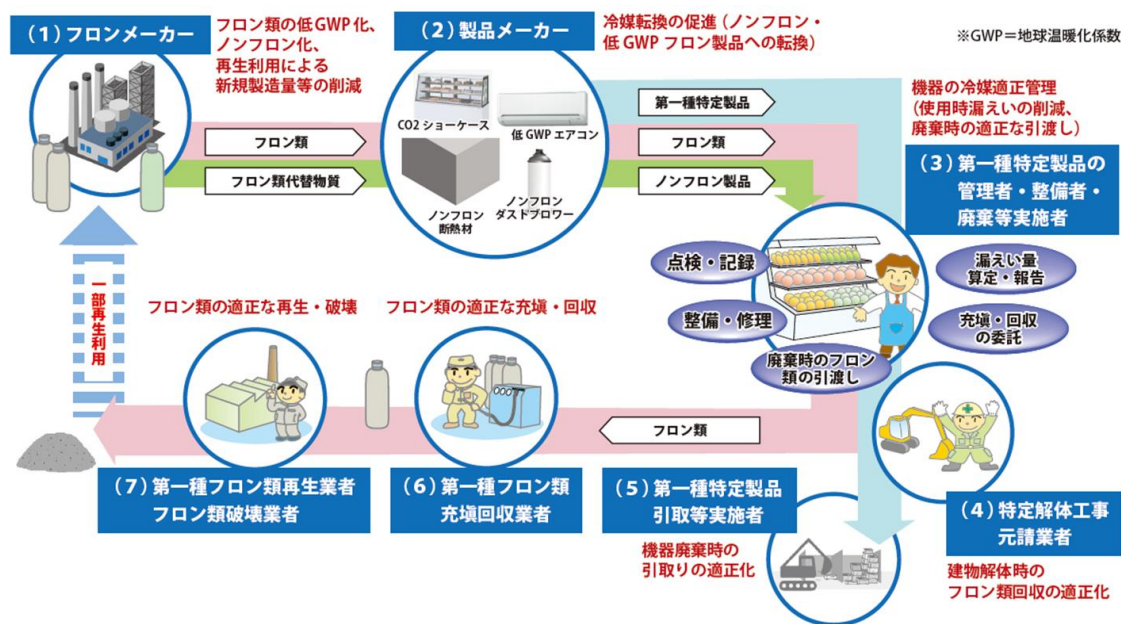 (1)フロンメーカー
フロン類の低GWP化、
ノンフロン化、
再生利用による
新規製造量等の削減
(2)製品メーカー
冷媒転換の促進(ノンフロン・
低GWPフロン製品への転換)
※GWP=地球温暖化係数
CO2ショーケース
低GWPエアコン
ノンフロン
断熱材
ノンフロン
ダストブロワー
フロン類
フロン類代替物質
第一種特定製品
フロン類
ノンフロン製品
機器の冷媒適正管理
(使用時漏えいの削減、
廃棄時の適正な引渡し)
(3)第一種特定製品の
管理者・整備者・
廃棄等実施者
点検・記録
整備・修理
廃棄時のフロン
類の引渡し
漏えい量
算定・報告
充塡・回収
の委託
一部再生利用
フロン類の適正な再生・破壊
フロン類の適正な充塡・回収
フロン類
(7)第一種フロン類再生業者
フロン類破壊業者
(6)第一種フロン類
充塡回収業者
(5)第一種特定製品
引取等実施者
機器廃棄時の
引取りの適正化
(4)特定解体工事
元請業者
建物解体時の
フロン類回収の適正化